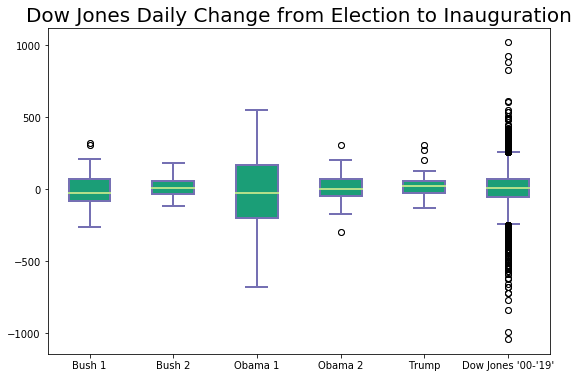 Dow Jones Daily Change from Election to Inauguration
1000
500
0
−500
−1000
Bush 1
Bush 2
Obama 1
Obama 2
Trump
Dow Jones '00-'19'